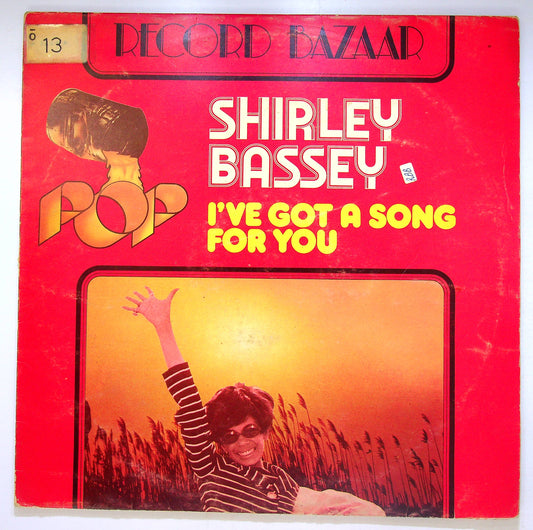 Ō
13
RECORD BAZAAR
SHIRLEY
BASSEY
POP
I'VE GOT A SONG
FOR YOU